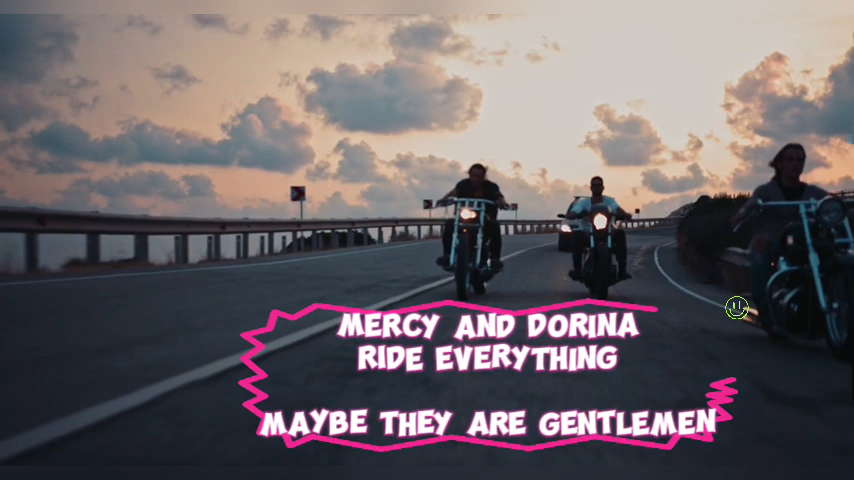 MERCY AND DORINA
RIDE EVERYTHING
MAYBE THEY ARE GENTLEMEN